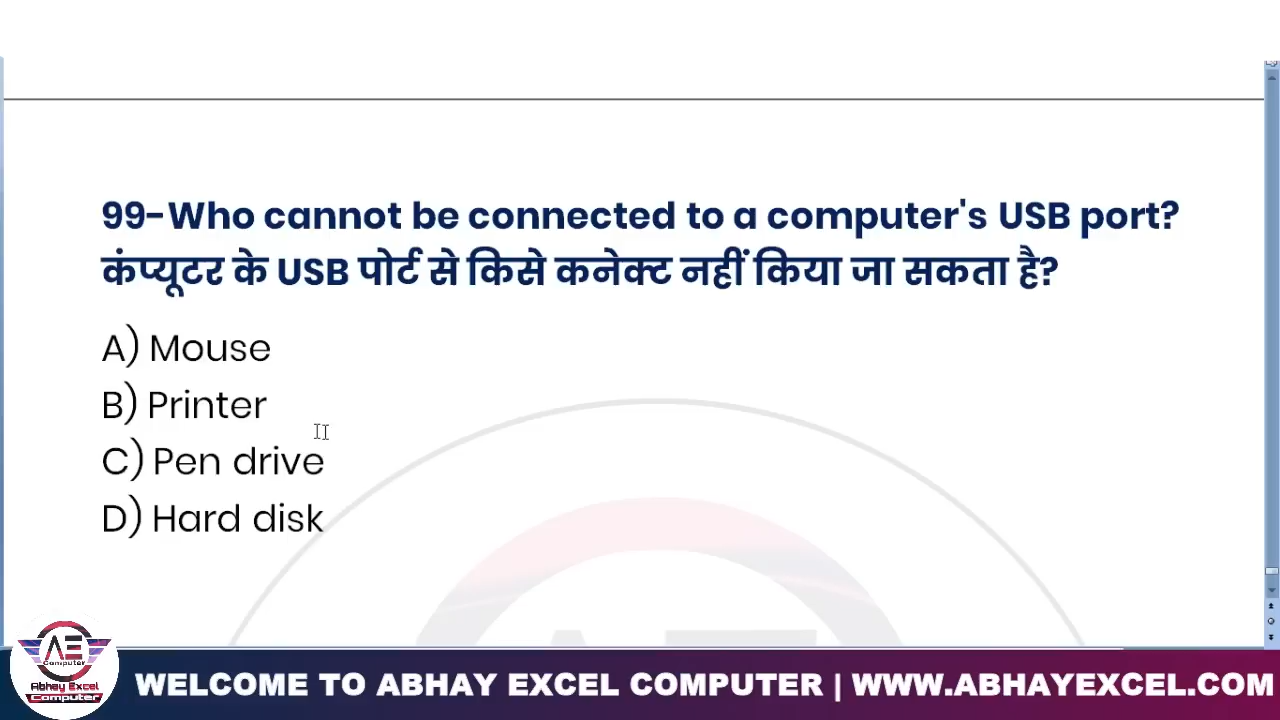 99-Who cannot be connected to a computer's USB port?
कंप्यूटर के USB पोर्ट से किसे कनेक्ट नहीं किया जा सकता है?
A) Mouse
B) Printer
C) Pen drive
D) Hard disk
AE
Computer
Abhay Excel
Computer
WELCOME TO ABHAY EXCEL COMPUTER | WWW.ABHAYEXCEL.COM